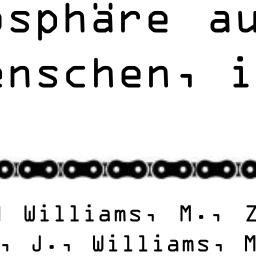 osphäre au
enschen, i
Williams, M., Z
, J., Williams, M